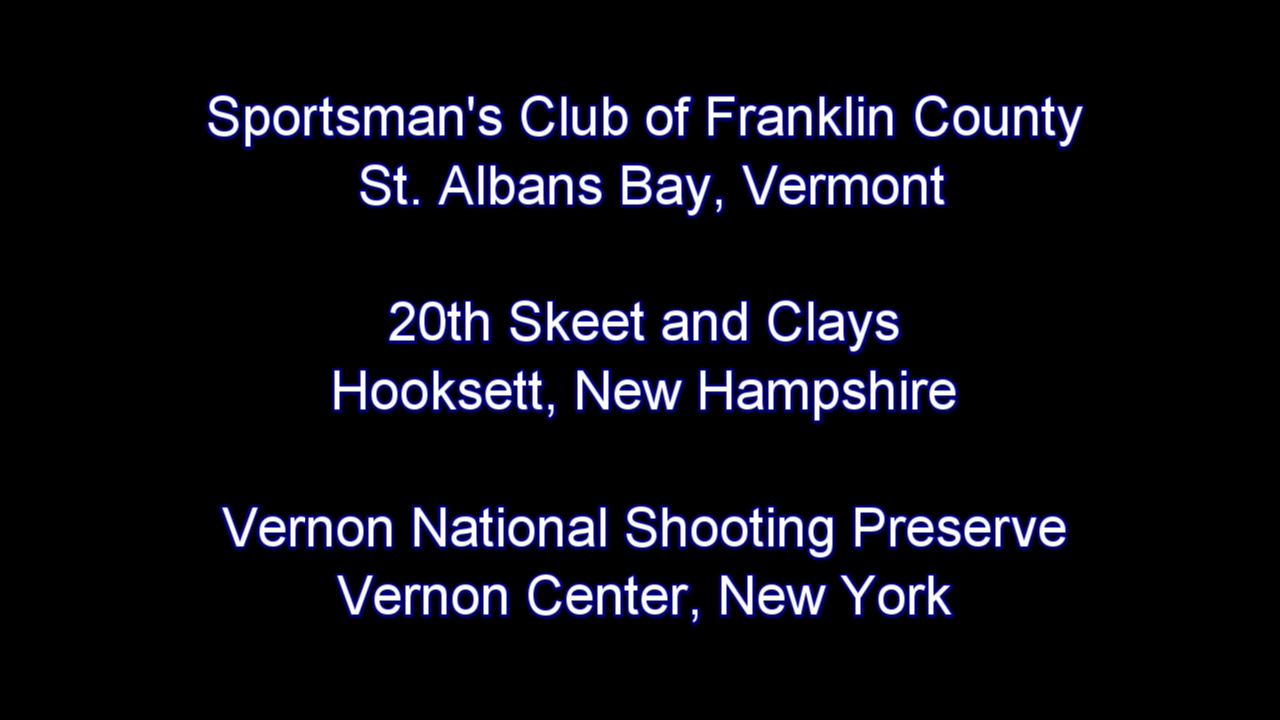 Sportsman's Club of Franklin County
St. Albans Bay, Vermont
20th Skeet and Clays
Hooksett, New Hampshire
Vernon National Shooting Preserve
Vernon Center, New York